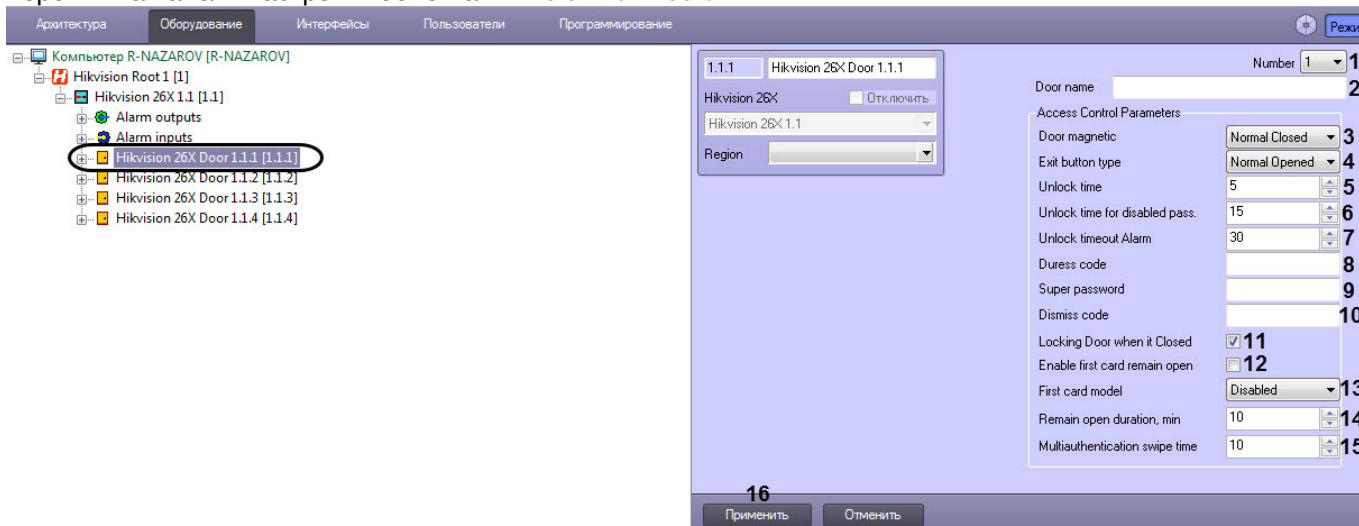 Архитектура Оборудование Интерфейсы Пользователи Программирование
Компьютер R-NAZAROV [R-NAZAROV]
Hikvision Root 1 [1]
Hikvision 26X 1.1 [1.1]
Alarm outputs
Alarm inputs
Hikvision 26X Door 1.1.1 [1.1.1]
Hikvision 26X Door 1.1.2 [1.1.2]
Hikvision 26X Door 1.1.3 [1.1.3]
Hikvision 26X Door 1.1.4 [1.1.4]
1.1.1 Hikvision 26X Door 1.1.1
Hikvision 26X Отключить
Hikvision 26X 1.1
Region
Number 1 1
Door name 2
Access Control Parameters
Door magnetic Normal Closed 3
Exit button type Normal Opened 4
Unlock time 5 5
Unlock time for disabled pass. 15 6
Unlock timeout Alarm 30 7
Duress code 8
Super password 9
Dismiss code 10
Locking Door when it Closed 11
Enable first card remain open 12
First card model Disabled 13
Remain open duration, min 10 14
Multiauthentication swipe time 10 15
16
Применить Отменить